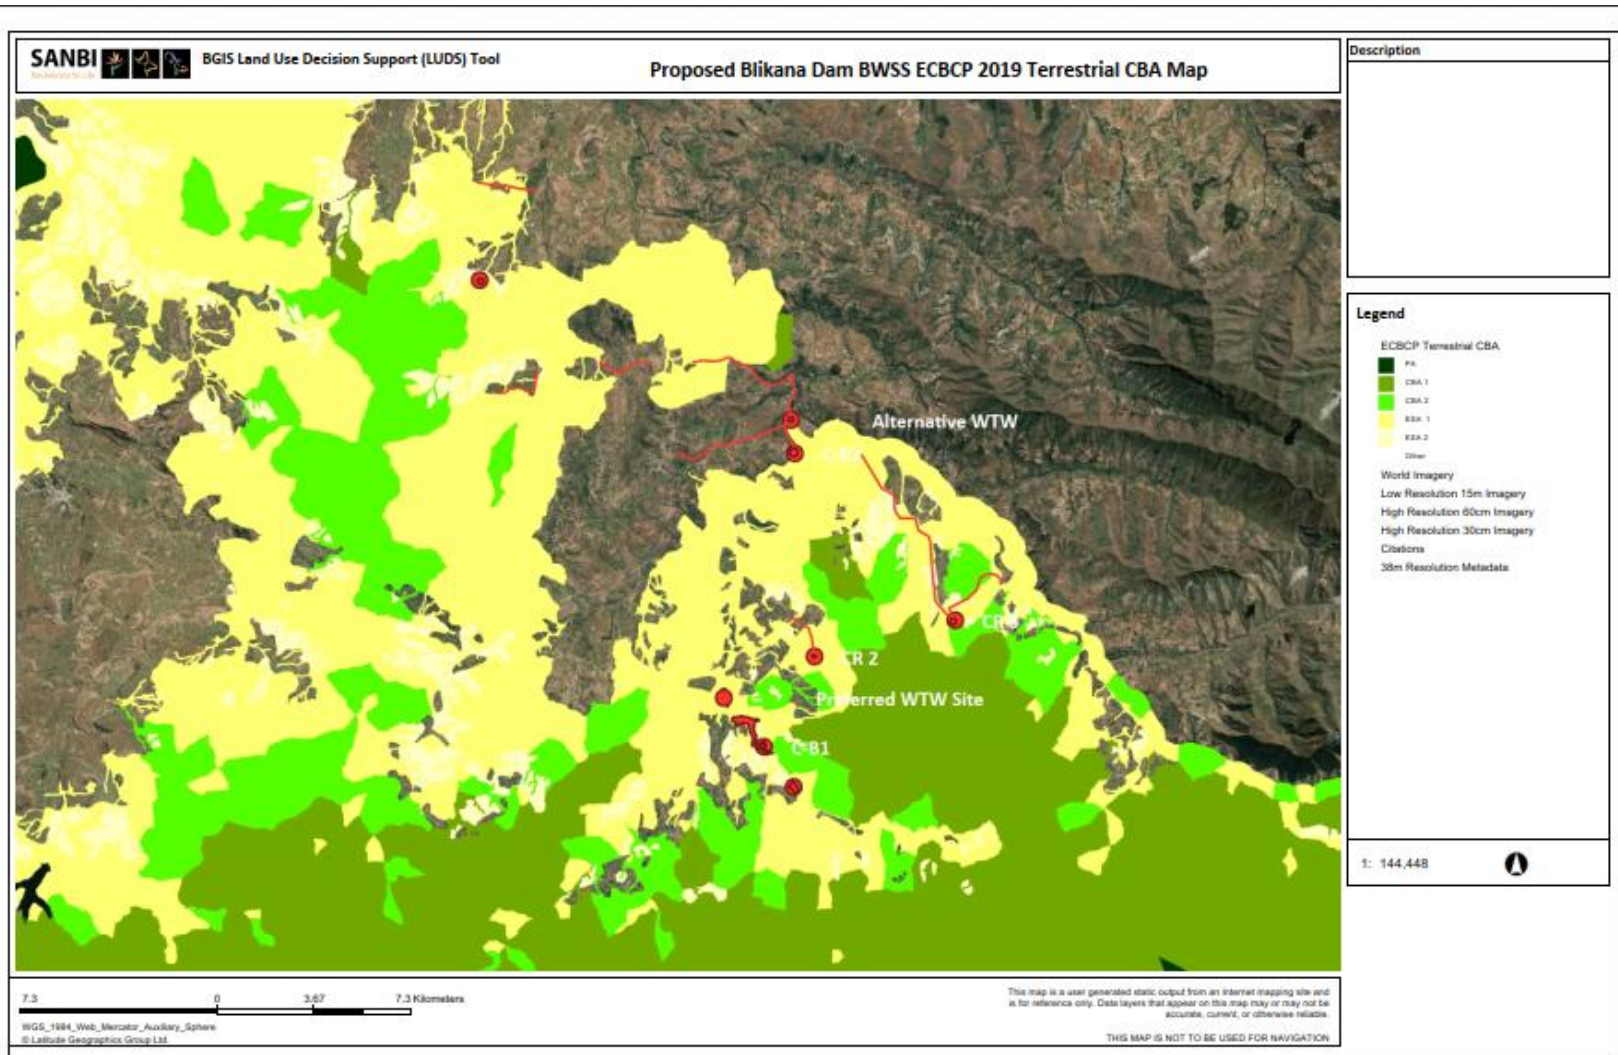 SANBI
Biodiversity for Life
BGIS Land Use Decision Support (LUDS) Tool
Proposed Blikana Dam BWSS ECBCP 2019 Terrestrial CBA Map
Description
Alternative WTW
CR 2
Preferred WTW Site
C-B1
Legend
ECBCP Terrestrial CBA
PA
CBA 1
CBA 2
ESA 1
ESA 2
Other
World Imagery
Low Resolution 15m Imagery
High Resolution 60cm Imagery
High Resolution 30cm Imagery
Citations
38m Resolution Metadata
1: 144,448
7.3 0 3.67 7.3 Kilometers
WGS_1984_Web_Mercator_Auxiliary_Sphere
© Latitude Geographics Group Ltd.
This map is a user generated static output from an Internet mapping site and
is for reference only. Data layers that appear on this map may or may not be
accurate, current, or otherwise reliable.
THIS MAP IS NOT TO BE USED FOR NAVIGATION